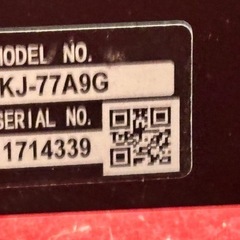 MODEL NO.
KJ-77A9G
SERIAL NO.
1714339